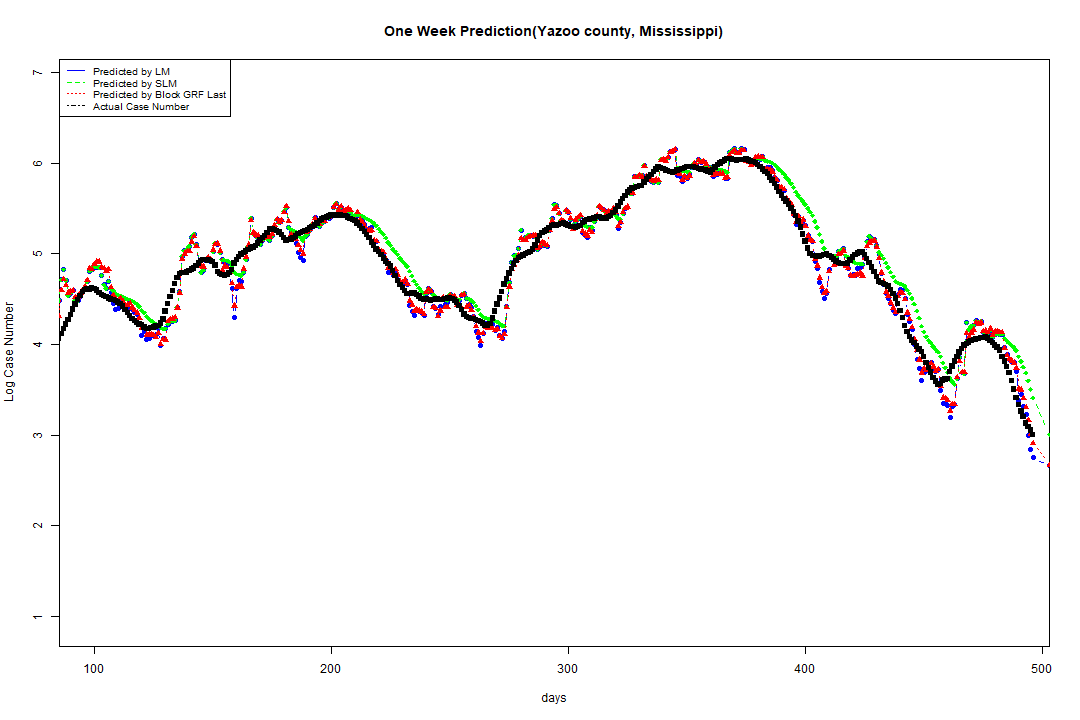 One Week Prediction(Yazoo county, Mississippi)
Predicted by LM
Predicted by SLM
Predicted by Block GRF Last
Actual Case Number
7
6
5
4
3
2
1
Log Case Number
100 200 300 400 500
days